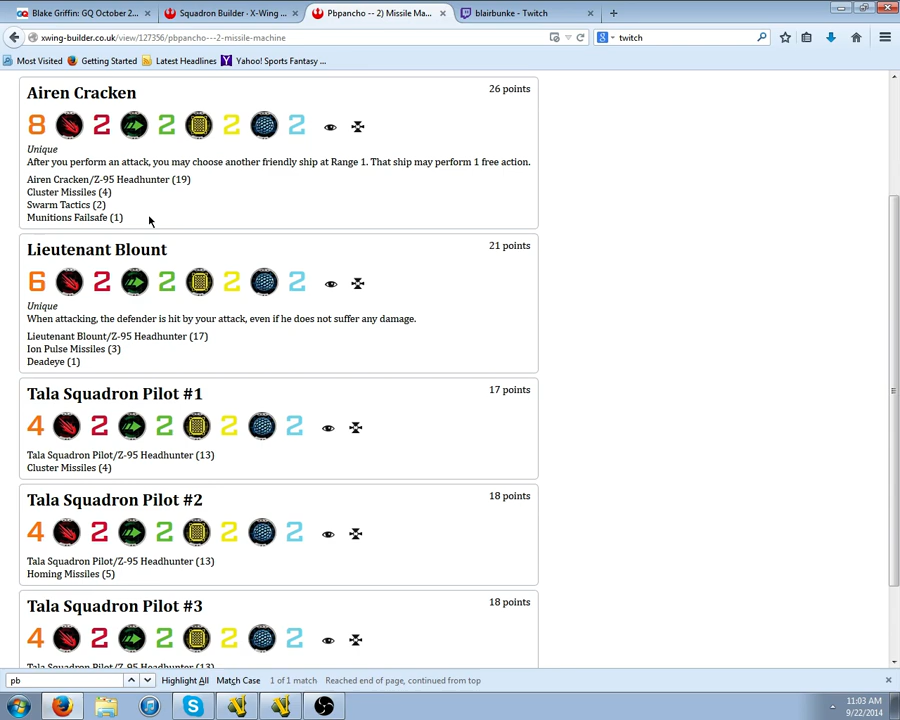 Blake Griffin: GQ October 2...
Squadron Builder · X-Wing ...
Pbpancho -- 2) Missile Ma...
blairbunke - Twitch
xwing-builder.co.uk/view/127356/pbpancho---2-missile-machine
twitch
Most Visited
Getting Started
Latest Headlines
Yahoo! Sports Fantasy ...
Airen Cracken
26 points
8 2 2 2 2
Unique
After you perform an attack, you may choose another friendly ship at Range 1. That ship may perform 1 free action.
Airen Cracken/Z-95 Headhunter (19)
Cluster Missiles (4)
Swarm Tactics (2)
Munitions Failsafe (1)
Lieutenant Blount
21 points
6 2 2 2 2
Unique
When attacking, the defender is hit by your attack, even if he does not suffer any damage.
Lieutenant Blount/Z-95 Headhunter (17)
Ion Pulse Missiles (3)
Deadeye (1)
Tala Squadron Pilot #1
17 points
4 2 2 2 2
Tala Squadron Pilot/Z-95 Headhunter (13)
Cluster Missiles (4)
Tala Squadron Pilot #2
18 points
4 2 2 2 2
Tala Squadron Pilot/Z-95 Headhunter (13)
Homing Missiles (5)
Tala Squadron Pilot #3
18 points
4 2 2 2 2
Tala Squadron Pilot/Z-95 Headhunter (13)
pb
Highlight All
Match Case
1 of 1 match
Reached end of page, continued from top
11:03 AM
9/22/2014